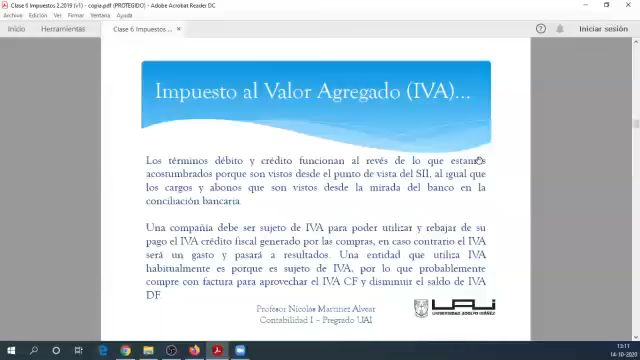 Clase 6 Impuestos 2.2019 (v1) - copia.pdf (PROTEGIDO) - Adobe Acrobat Reader DC
Archivo Edición Ver Firmar Ventana Ayuda
Inicio Herramientas Clase 6 Impuestos ... × Iniciar sesión
Impuesto al Valor Agregado (IVA)...
Los términos débito y crédito funcionan al revés de lo que estamos
acostumbrados porque son vistos desde el punto de vista del SII, al igual que
los cargos y abonos que son vistos desde la mirada del banco en la
conciliación bancaria.
Una compañía debe ser sujeto de IVA para poder utilizar y rebajar de su
pago el IVA crédito fiscal generado por las compras, en caso contrario el IVA
será un gasto y pasará a resultados. Una entidad que utiliza IVA
habitualmente es porque es sujeto de IVA, por lo que probablemente
compre con factura para aprovechar el IVA CF y disminuir el saldo de IVA
DF.
Profesor Nicolas Martinez Alvear
Contabilidad I – Pregrado UAI
UAI
UNIVERSIDAD ADOLFO IBÁÑEZ
13:11
14-10-2020